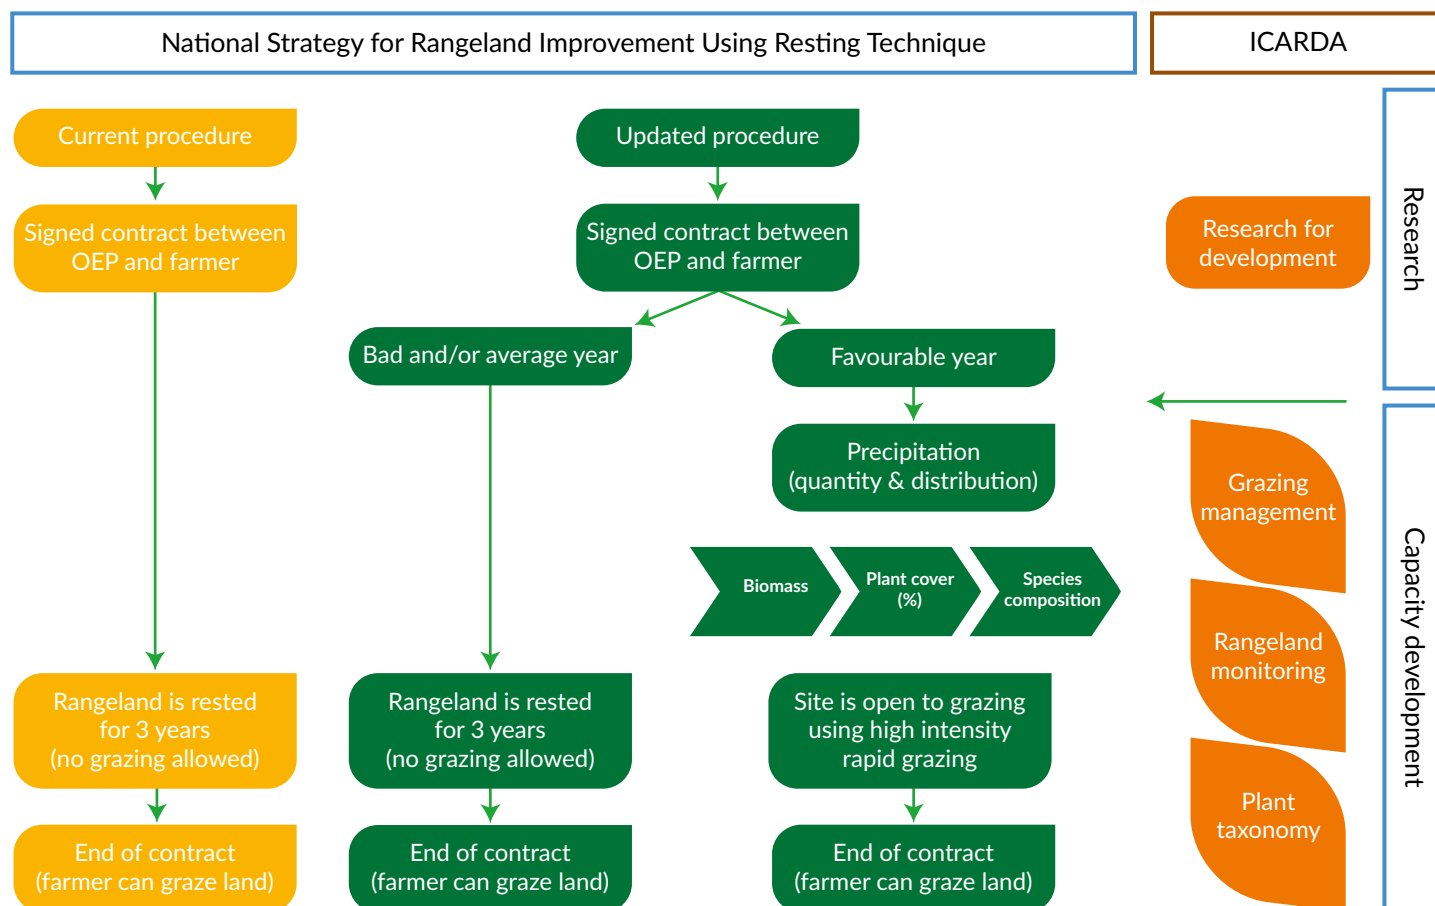 National Strategy for Rangeland Improvement Using Resting Technique
ICARDA
Current procedure
Signed contract between
OEP and farmer
Rangeland is rested
for 3 years
(no grazing allowed)
End of contract
(farmer can graze land)
Updated procedure
Signed contract between
OEP and farmer
Bad and/or average year
Rangeland is rested
for 3 years
(no grazing allowed)
End of contract
(farmer can graze land)
Favourable year
Precipitation
(quantity & distribution)
Biomass
Plant cover
(%)
Species
composition
Site is open to grazing
using high intensity
rapid grazing
End of contract
(farmer can graze land)
Research for
development
Research
Grazing
management
Rangeland
monitoring
Plant
taxonomy
Capacity development